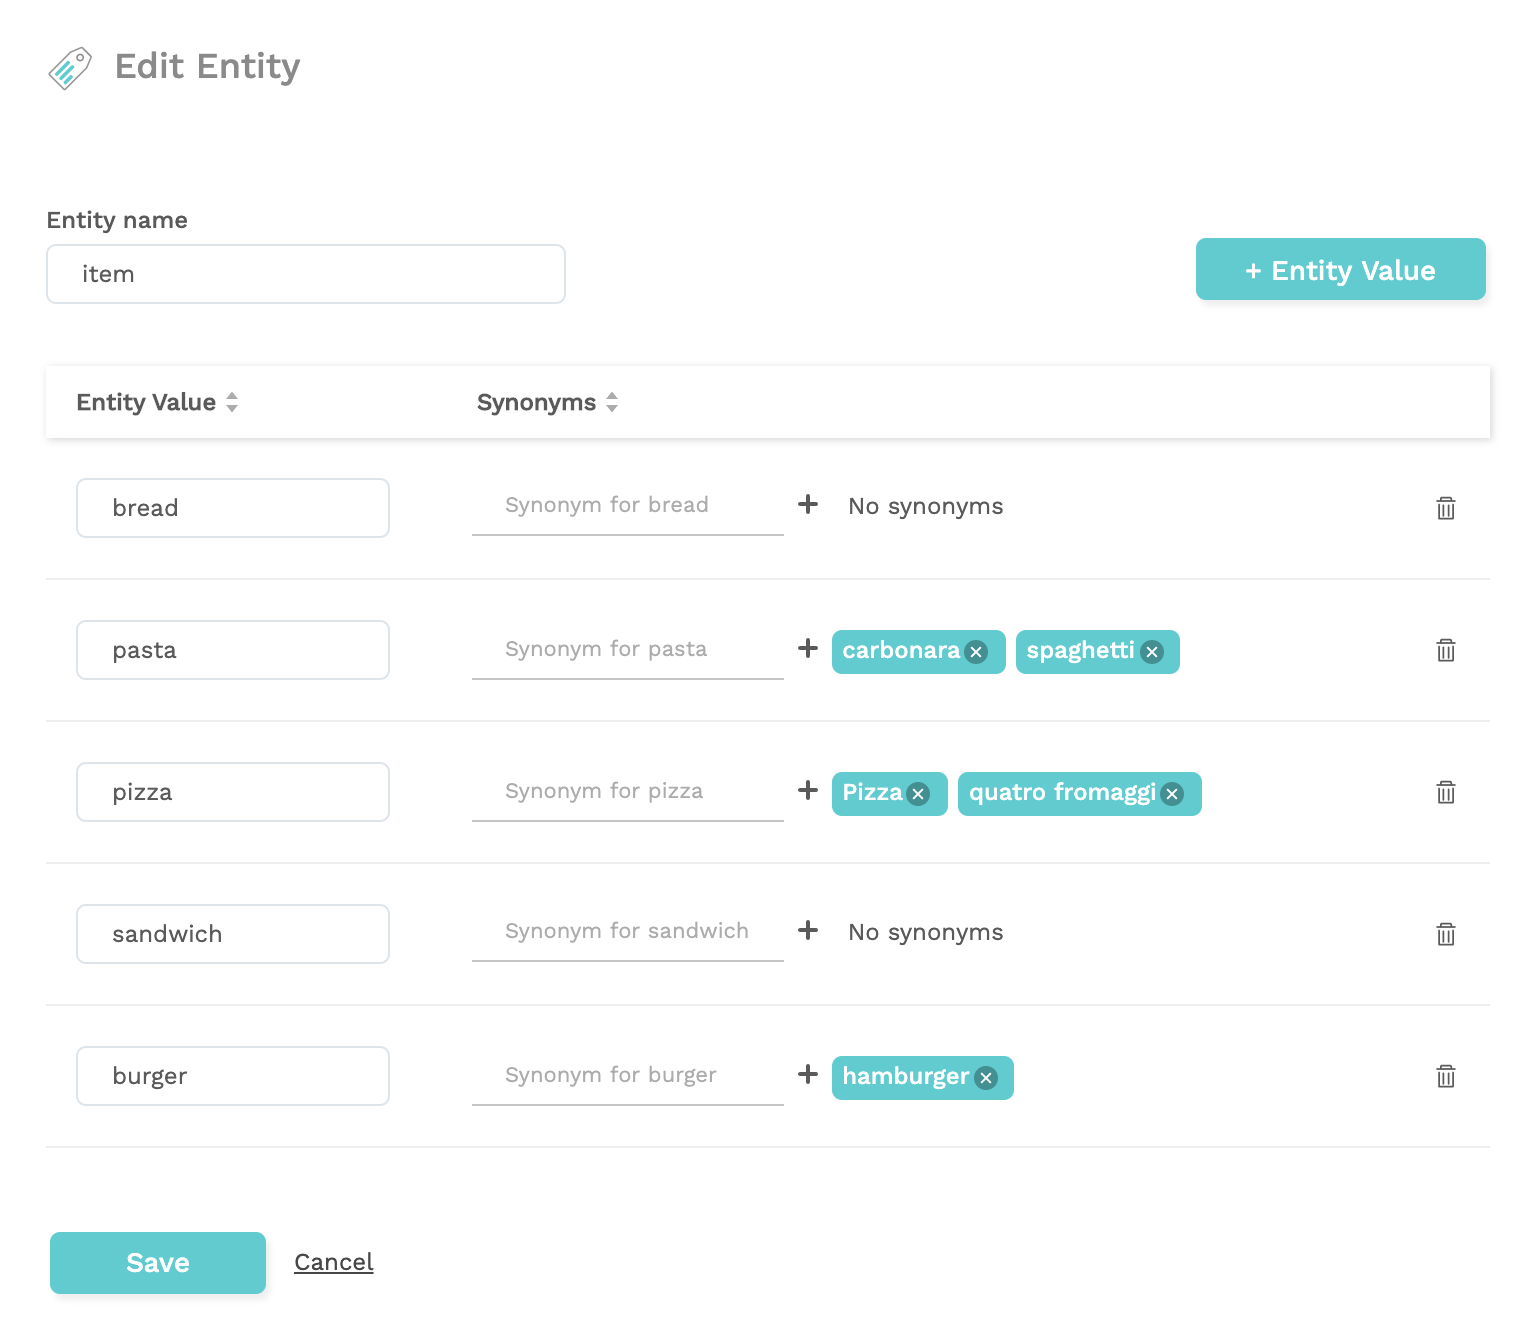 Edit Entity
Entity name
item
+ Entity Value
Entity Value Synonyms
bread Synonym for bread + No synonyms
pasta Synonym for pasta + carbonara spaghetti
pizza Synonym for pizza + Pizza quatro fromaggi
sandwich Synonym for sandwich + No synonyms
burger Synonym for burger + hamburger
Save Cancel